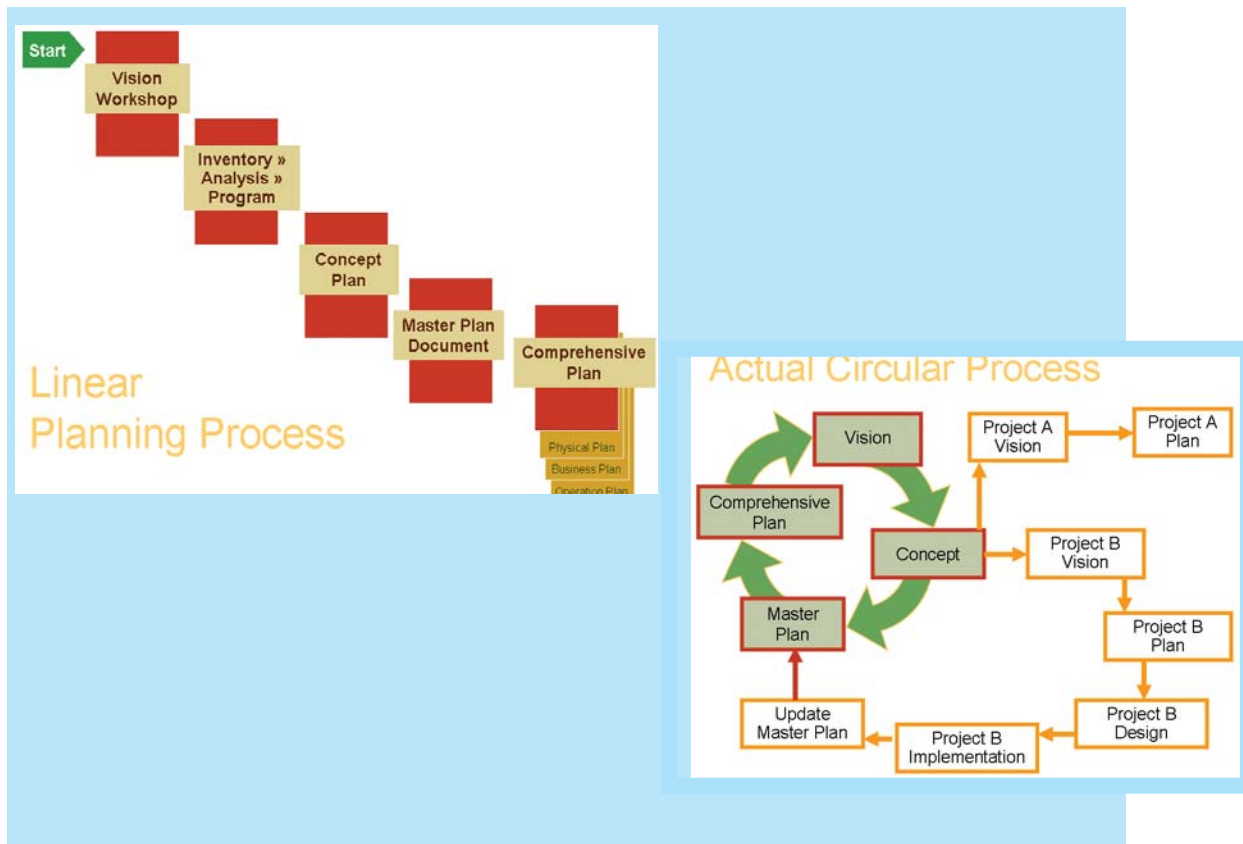 Start
Vision
Workshop
Inventory »
Analysis »
Program
Concept
Plan
Master Plan
Document
Comprehensive
Plan
Physical Plan
Business Plan
Operation Plan
Linear
Planning Process
Actual Circular Process
Vision
Project A
Vision
Project A
Plan
Comprehensive
Plan
Concept
Project B
Vision
Master
Plan
Project B
Plan
Update
Master Plan
Project B
Implementation
Project B
Design